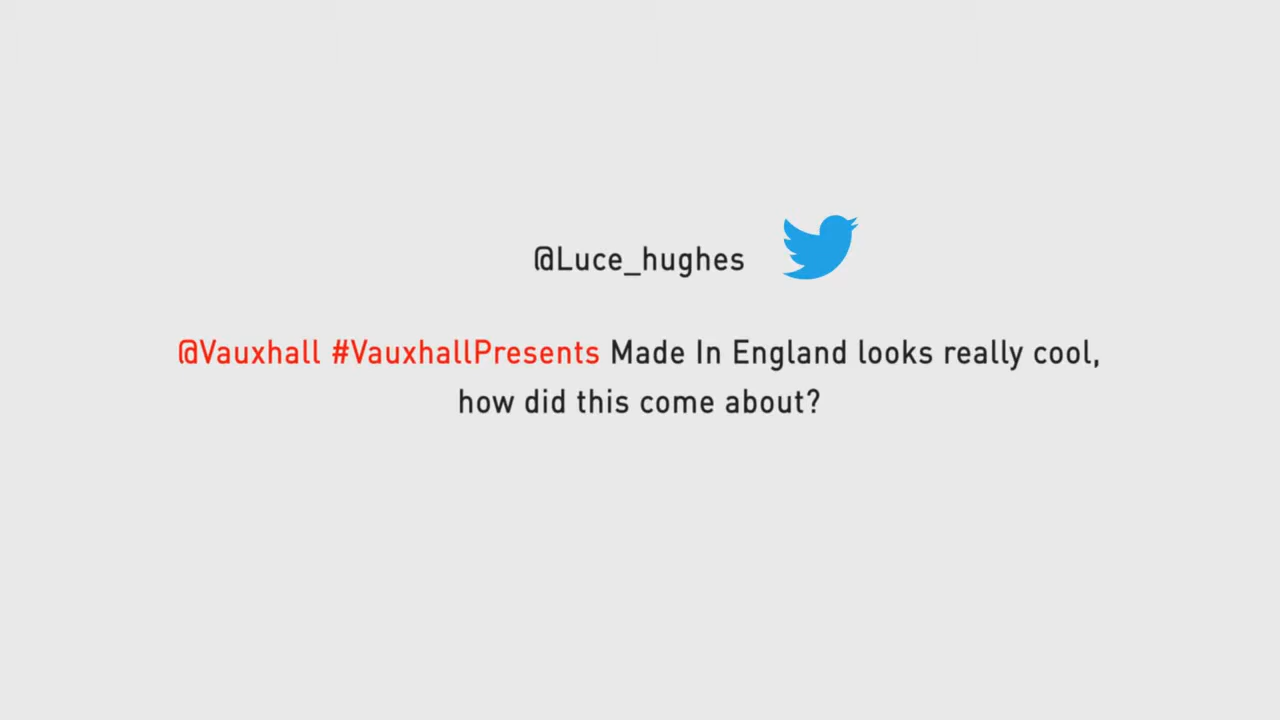 @Luce_hughes
@Vauxhall #VauxhallPresents Made In England looks really cool,
how did this come about?